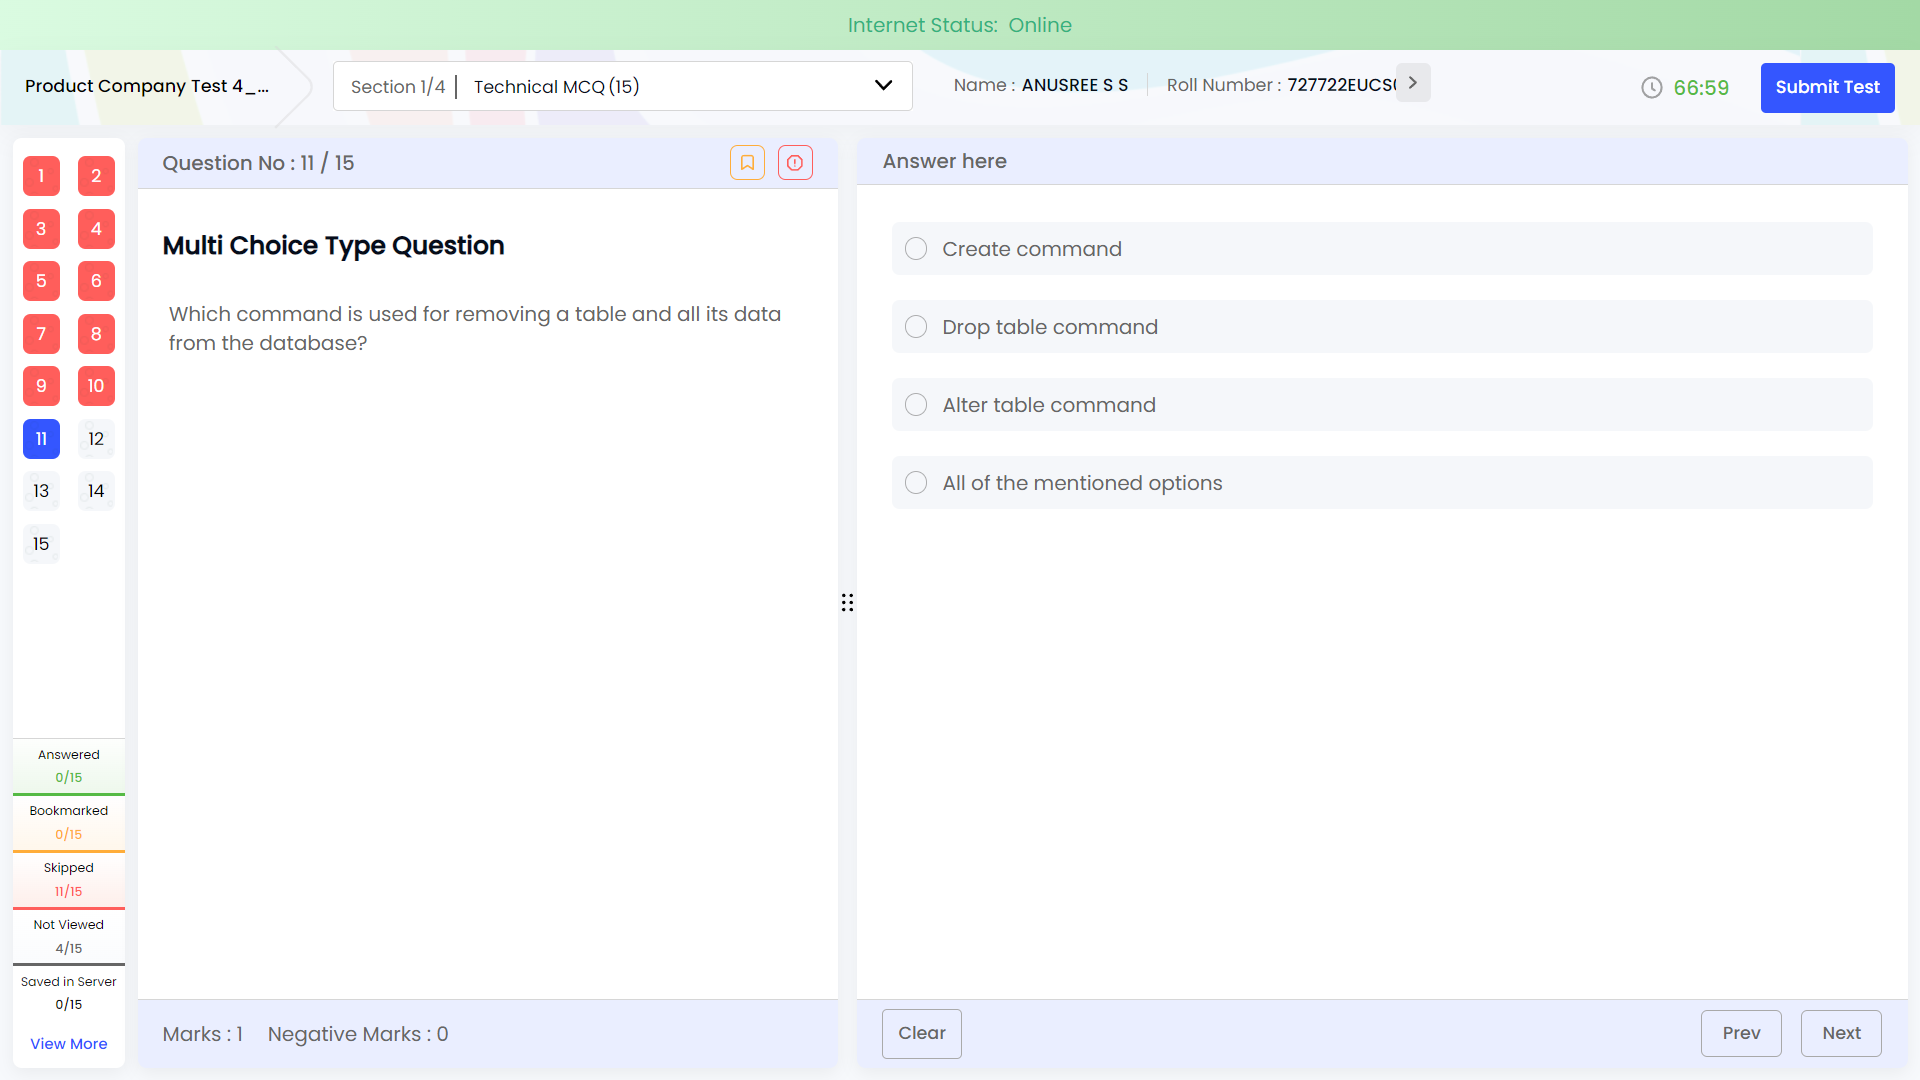 Internet Status: Online
Product Company Test 4_...
Section 1/4 | Technical MCQ (15)
Name : ANUSREE S S
Roll Number : 727722EUCS
66:59
Submit Test
1 2
3 4
5 6
7 8
9 10
11 12
13 14
15
Answered
0/15
Bookmarked
0/15
Skipped
11/15
Not Viewed
4/15
Saved in Server
0/15
View More
Question No : 11 / 15
Multi Choice Type Question
Which command is used for removing a table and all its data
from the database?
Marks : 1 Negative Marks : 0
Answer here
Create command
Drop table command
Alter table command
All of the mentioned options
Clear
Prev
Next